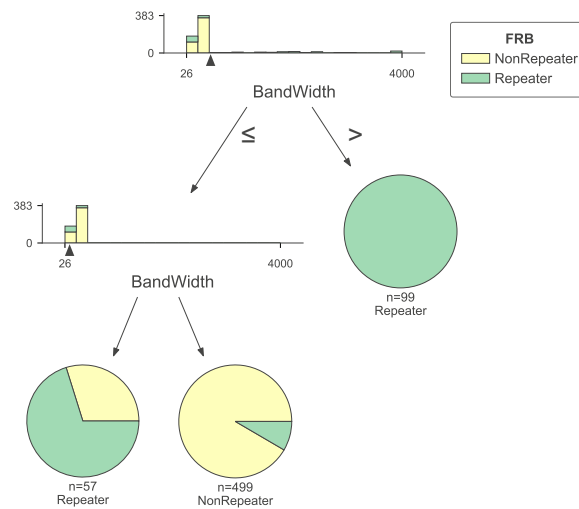 383
0
26
4000
BandWidth
FRB
NonRepeater
Repeater
≤
>
383
0
26
4000
BandWidth
n=99
Repeater
n=57
Repeater
n=499
NonRepeater